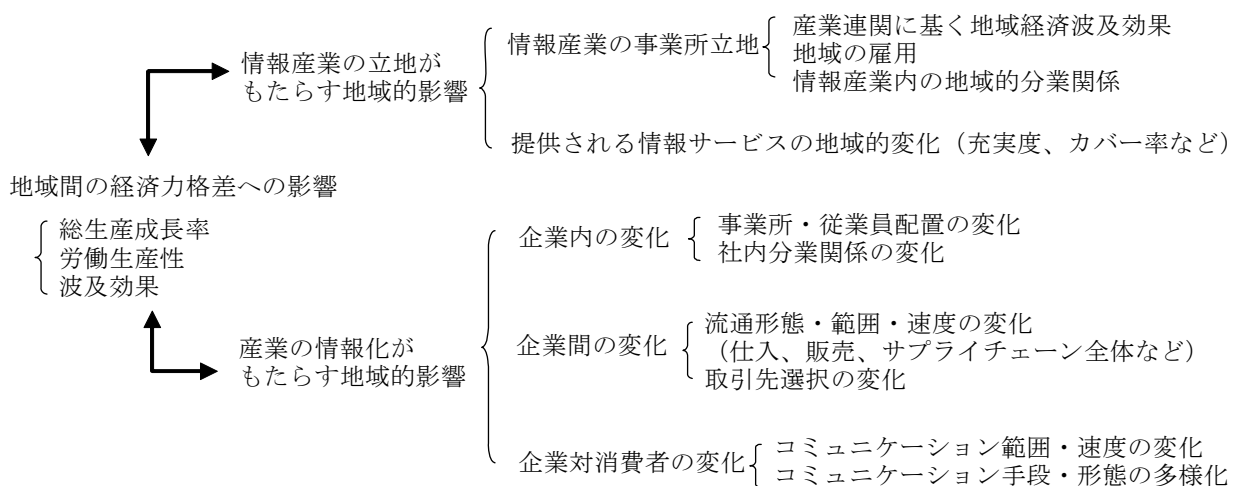 情報産業の立地が
もたらす地域的影響
情報産業の事業所立地
産業連関に基く地域経済波及効果
地域の雇用
情報産業内の地域的分業関係
提供される情報サービスの地域的変化（充実度、カバー率など）
地域間の経済力格差への影響
総生産成長率
労働生産性
波及効果
産業の情報化が
もたらす地域的影響
企業内の変化
事業所・従業員配置の変化
社内分業関係の変化
企業間の変化
流通形態・範囲・速度の変化
（仕入、販売、サプライチェーン全体など）
取引先選択の変化
企業対消費者の変化
コミュニケーション範囲・速度の変化
コミュニケーション手段・形態の多様化